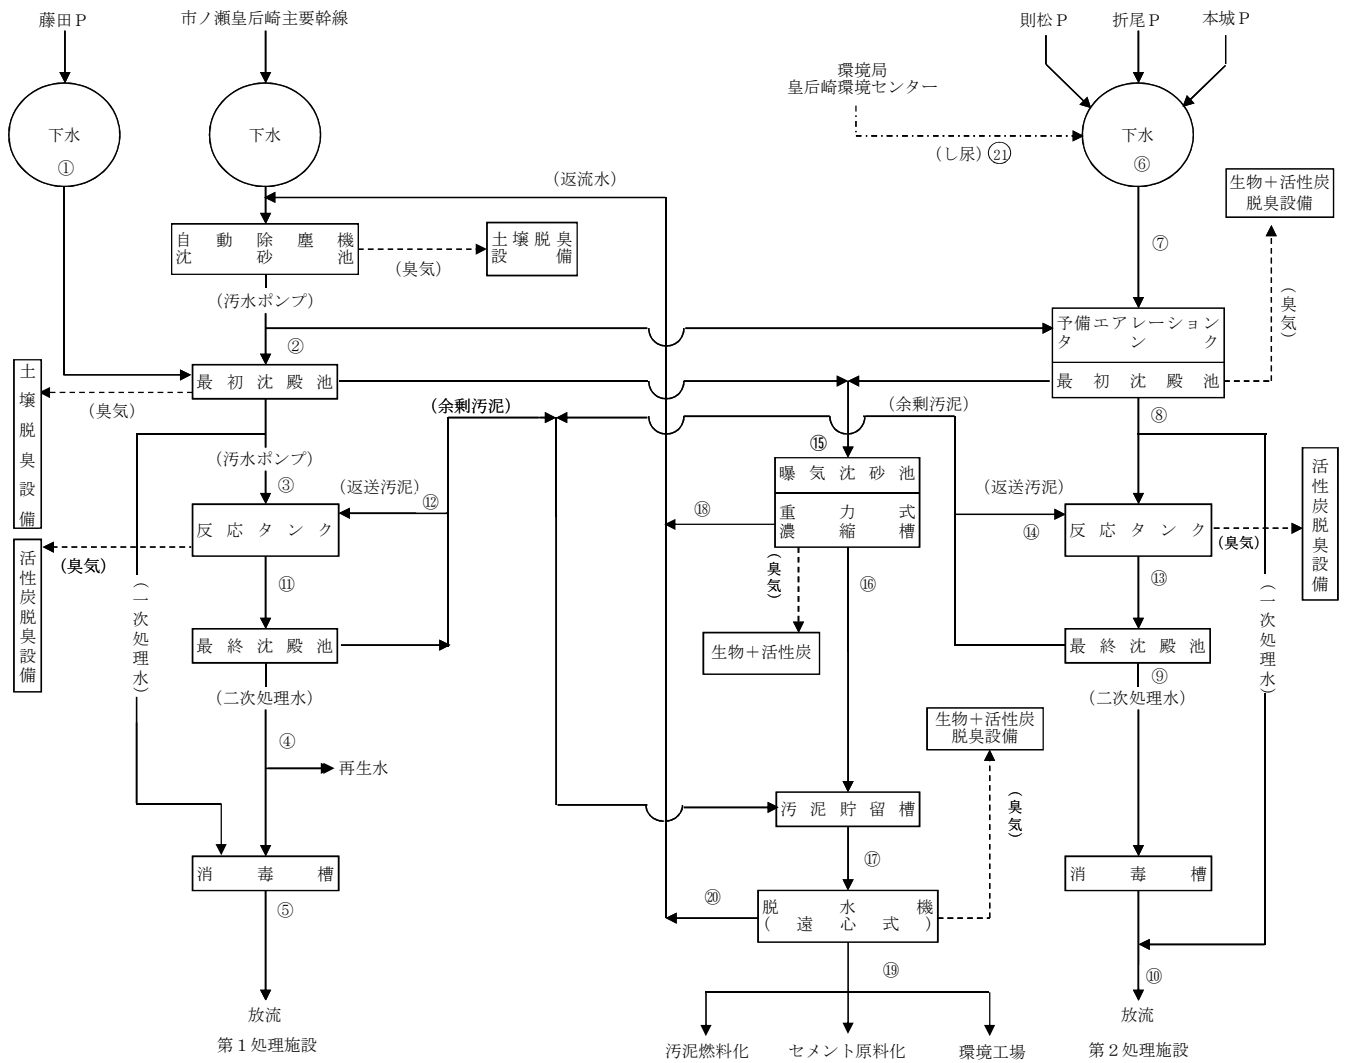 藤田P
市ノ瀬皇后崎主要幹線
則松P
折尾P
本城P
環境局
皇后崎環境センター
下水
①
下水
下水
⑥
(し尿)㉑
(返流水)
生物+活性炭
脱臭設備
自動除塵機
沈砂池
(臭気)
土壌脱臭
設備
⑦
(臭気)
(汚水ポンプ)
予備エアレーション
タンク
②
土壌脱臭設備
最初沈殿池
最初沈殿池
(臭気)
(余剰汚泥)
(余剰汚泥)
⑧
(汚水ポンプ)
⑮
曝気沈砂池
活性炭脱臭設備
③
(返送汚泥)
⑫
(返送汚泥)
反応タンク
⑱
重力式
濃縮槽
⑭
反応タンク
(臭気)
活性炭脱臭設備
(臭気)
(臭気)
⑪
⑯
⑬
(一次処理水)
(一次処理水)
最終沈殿池
生物+活性炭
最終沈殿池
(二次処理水)
⑨
(二次処理水)
生物+活性炭
脱臭設備
④
再生水
汚泥貯留槽
(臭気)
⑰
消毒槽
消毒槽
⑤
⑳
脱水機
(遠心式)
⑲
⑩
放流
放流
第1処理施設
汚泥燃料化
セメント原料化
環境工場
第2処理施設